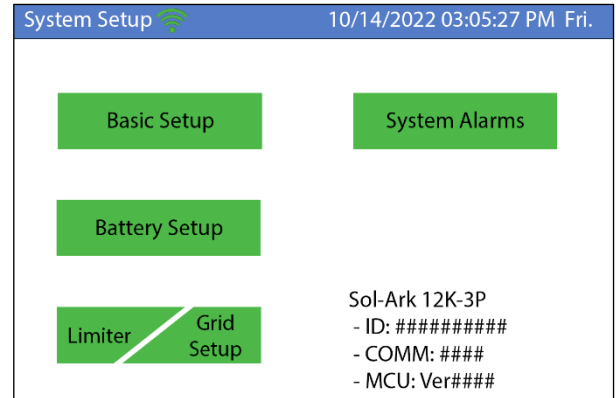 System Setup 10/14/2022 03:05:27 PM Fri.
Basic Setup
System Alarms
Battery Setup
Limiter
Grid
Setup
Sol-Ark 12K-3P
- ID: ##########
- COMM: ####
- MCU: Ver####